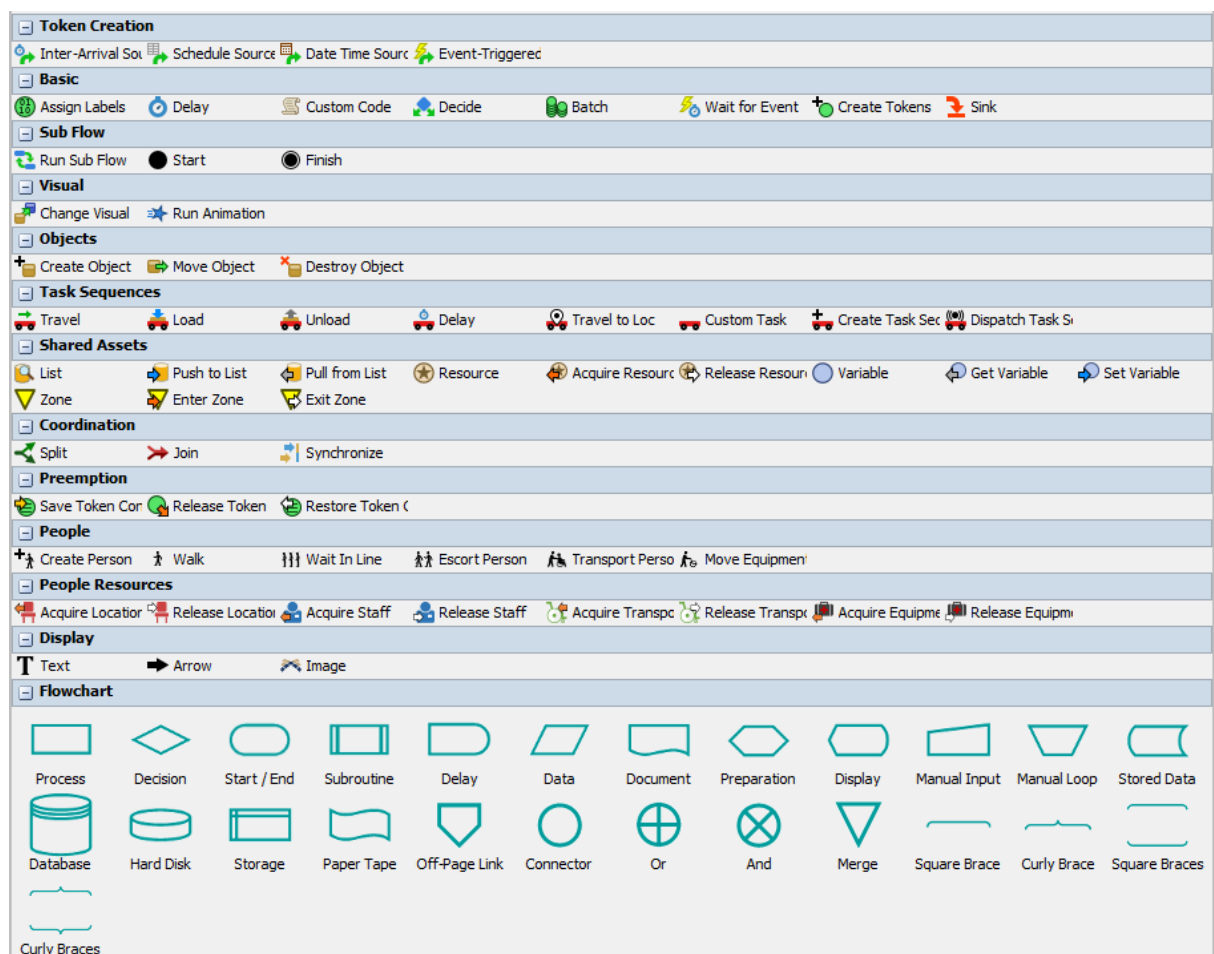 Token Creation
Inter-Arrival Sou Schedule Source Date Time Sourc Event-Triggered
Basic
Assign Labels Delay Custom Code Decide Batch Wait for Event Create Tokens Sink
Sub Flow
Run Sub Flow Start Finish
Visual
Change Visual Run Animation
Objects
Create Object Move Object Destroy Object
Task Sequences
Travel Load Unload Delay Travel to Loc Custom Task Create Task Sec Dispatch Task S
Shared Assets
List Push to List Pull from List Resource Acquire Resourc Release Resour Variable Get Variable Set Variable
Zone Enter Zone Exit Zone
Coordination
Split Join Synchronize
Preemption
Save Token Con Release Token Restore Token C
People
Create Person Walk Wait In Line Escort Person Transport Perso Move Equipment
People Resources
Acquire Location Release Location Acquire Staff Release Staff Acquire Transpo Release Transpo Acquire Equipme Release Equipm
Display
T Text Arrow Image
Flowchart
Process Decision Start / End Subroutine Delay Data Document Preparation Display Manual Input Manual Loop Stored Data
Database Hard Disk Storage Paper Tape Off-Page Link Connector Or And Merge Square Brace Curly Brace Square Braces
Curly Braces